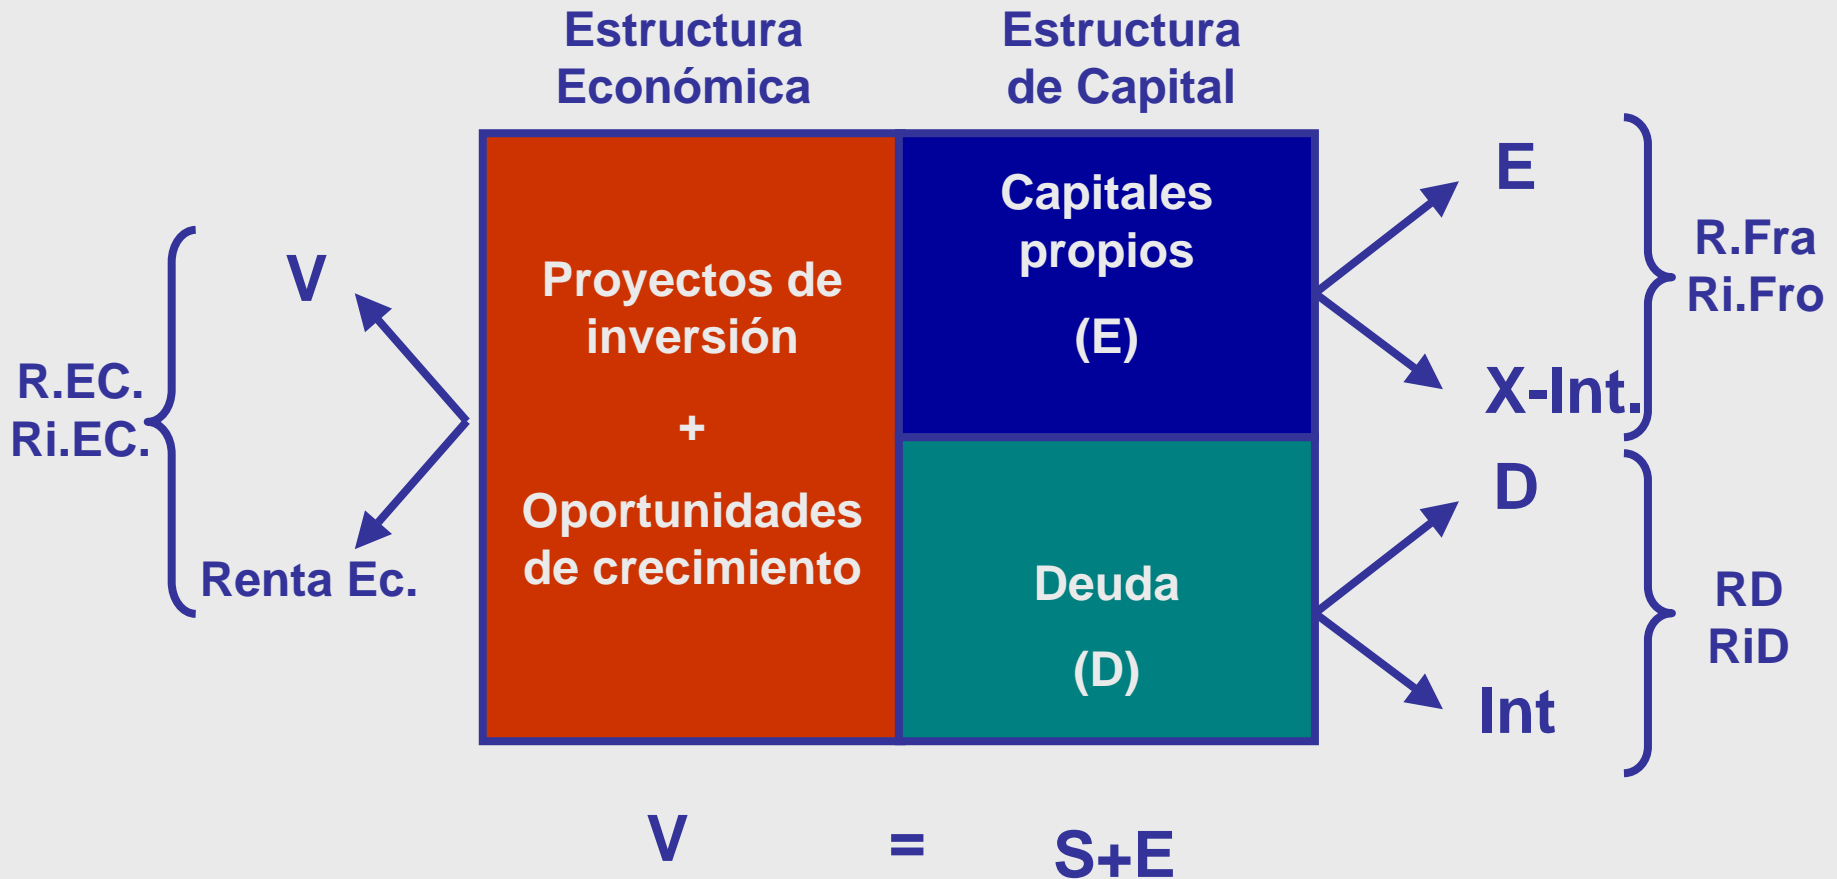 Estructura
Económica
Estructura
de Capital
R.EC.
Ri.EC.
V
Renta Ec.
Proyectos de
inversión
+
Oportunidades
de crecimiento
Capitales
propios
(E)
Deuda
(D)
E
X-Int.
R.Fra
Ri.Fro
D
Int
RD
RiD
V = S+E